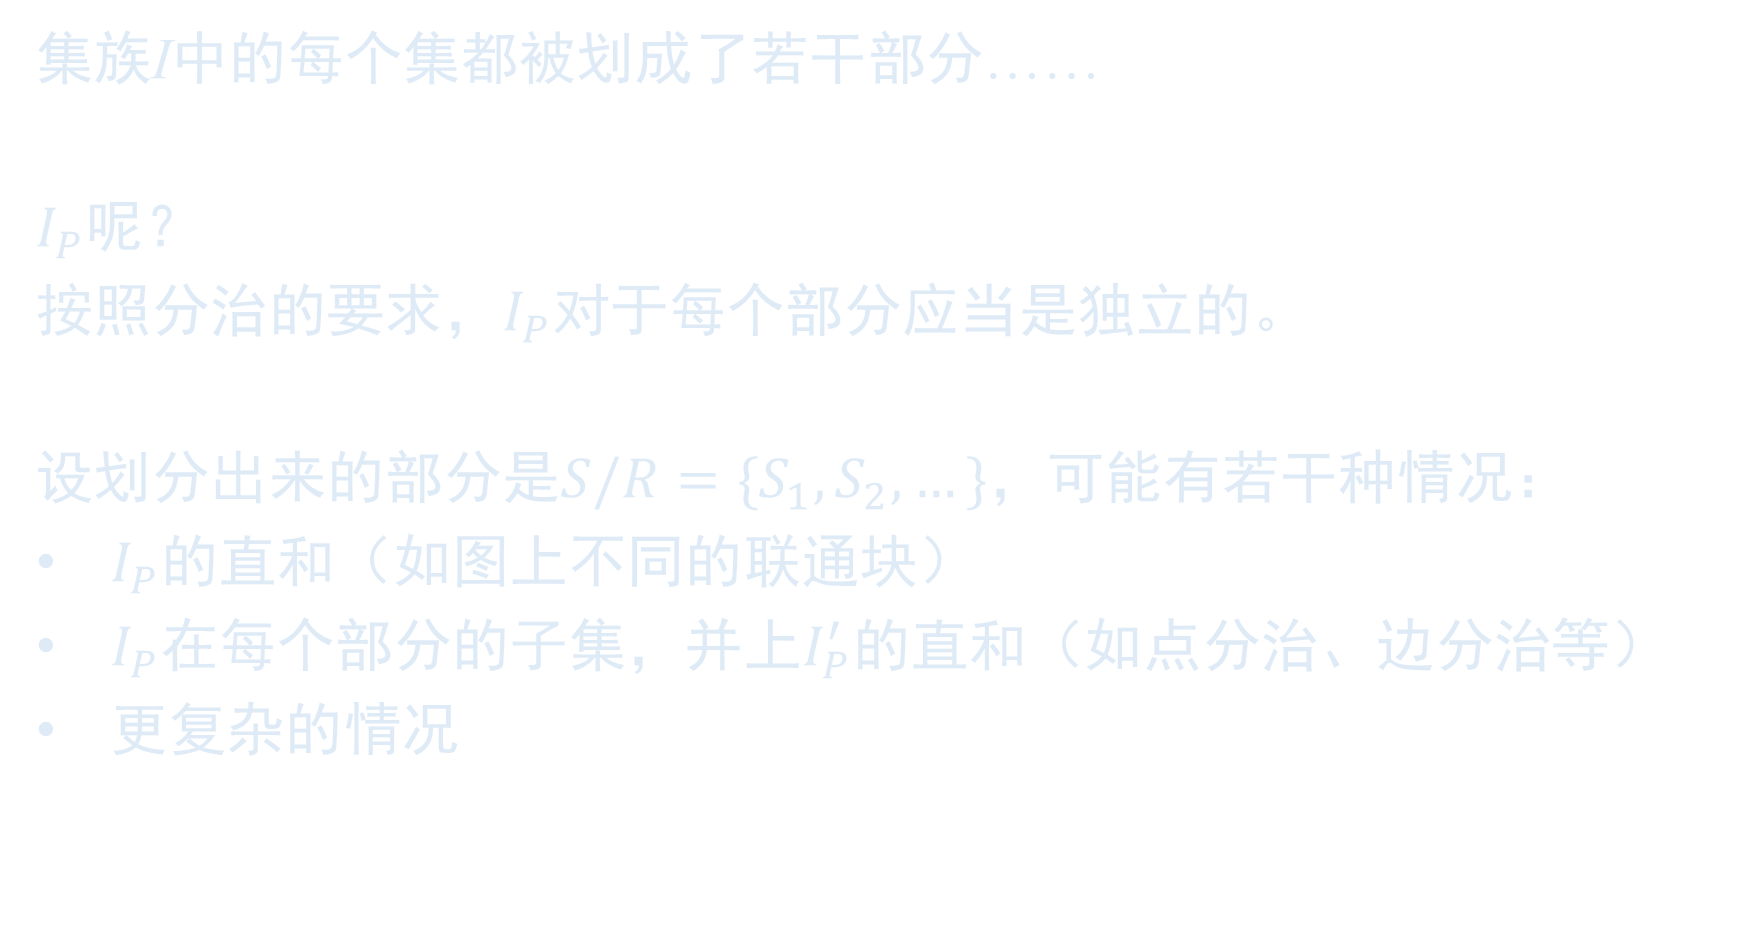 集族I中的每个集都被划成了若干部分……
I_P呢？
按照分治的要求，I_P对于每个部分应当是独立的。
设划分出来的部分是S/R = {S_1, S_2, … }，可能有若干种情况：
• I_P的直和（如图上不同的联通块）
• I_P在每个部分的子集，并上I_P′的直和（如点分治、边分治等）
• 更复杂的情况